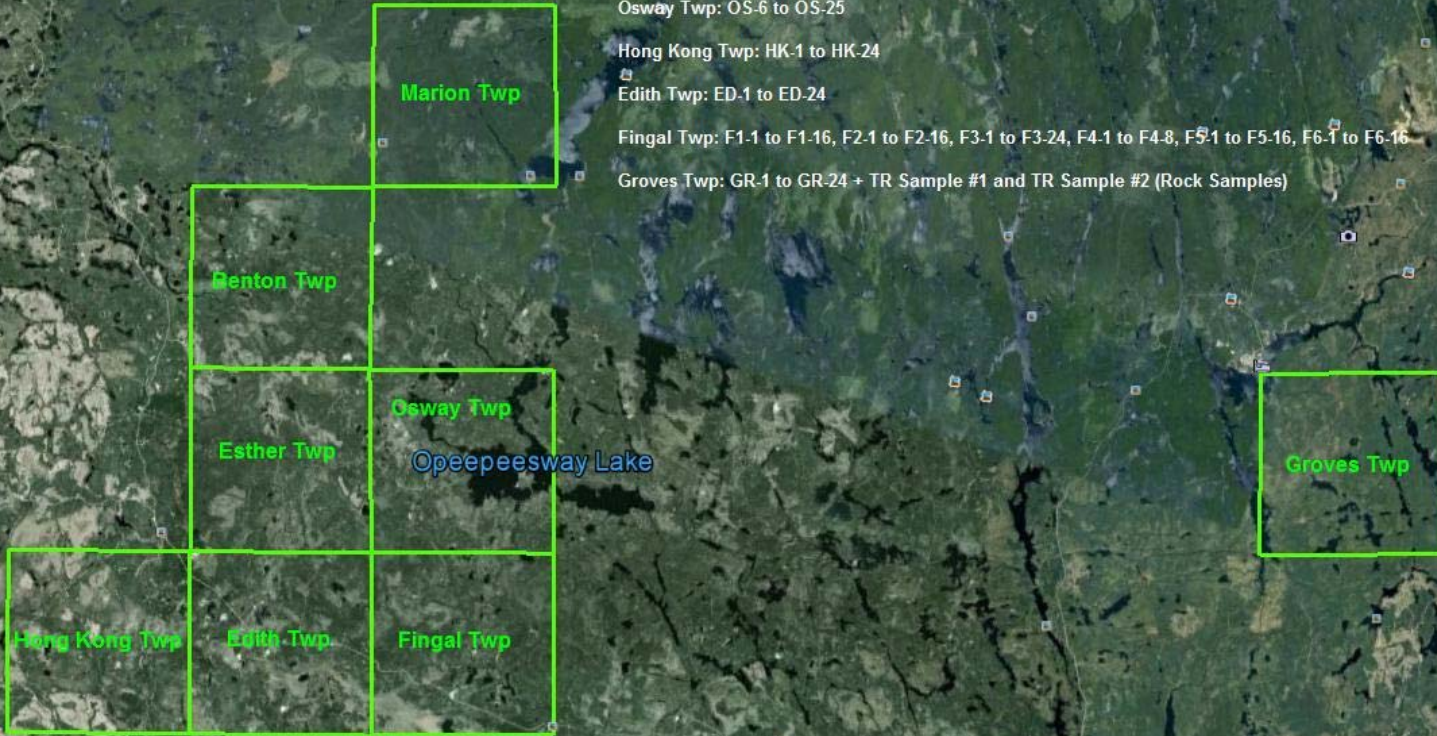 Osway Twp: OS-6 to OS-25
Hong Kong Twp: HK-1 to HK-24
Marion Twp
Edith Twp: ED-1 to ED-24
Fingal Twp: F1-1 to F1-16, F2-1 to F2-16, F3-1 to F3-24, F4-1 to F4-8, F5-1 to F5-16, F6-1 to F6-16
Groves Twp: GR-1 to GR-24 + TR Sample #1 and TR Sample #2 (Rock Samples)
Benton Twp
Osway Twp
Esther Twp
Opeepeesway Lake
Groves Twp
Hong Kong Twp
Edith Twp
Fingal Twp